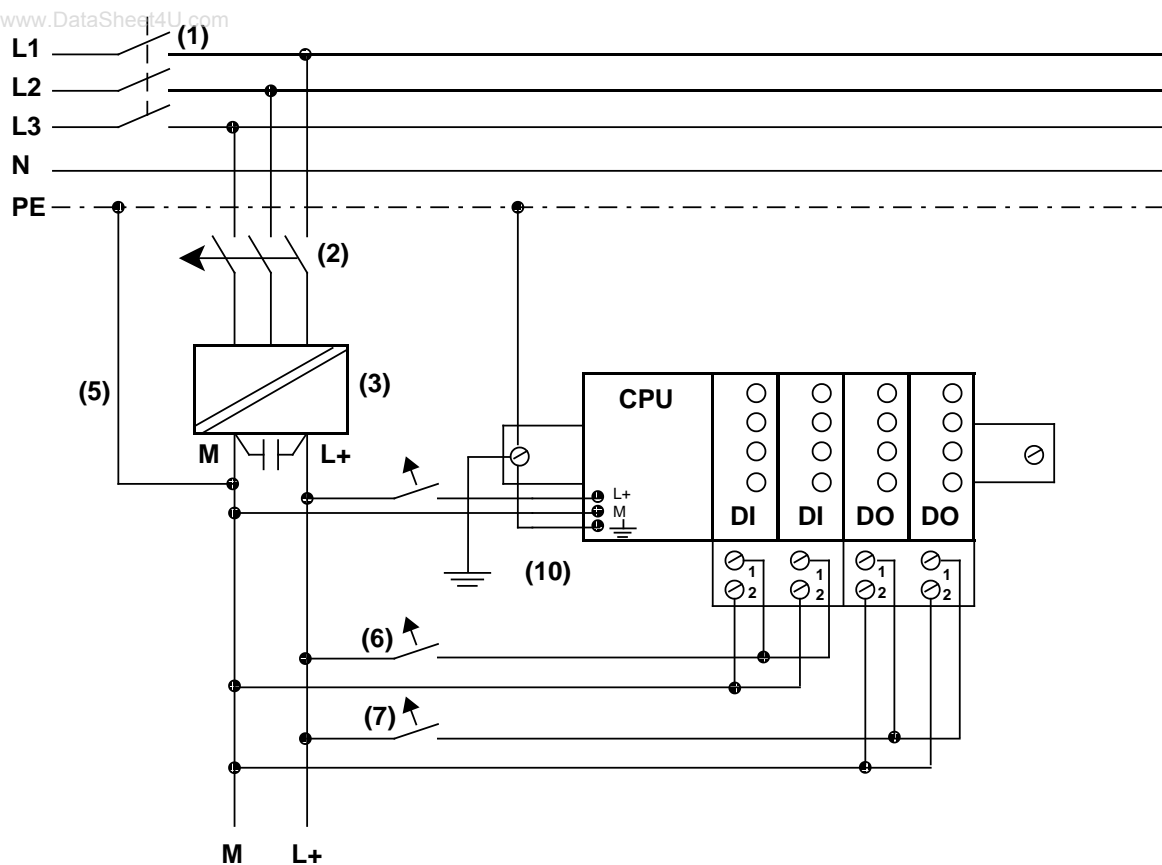 www.DataSheet4U.com
L1
(1)
L2
L3
N
PE
(2)
(5)
(3)
CPU
M
L+
L+
M
DI
DI
DO
DO
(10)
1
1
1
1
2
2
2
2
(6)
(7)
M
L+